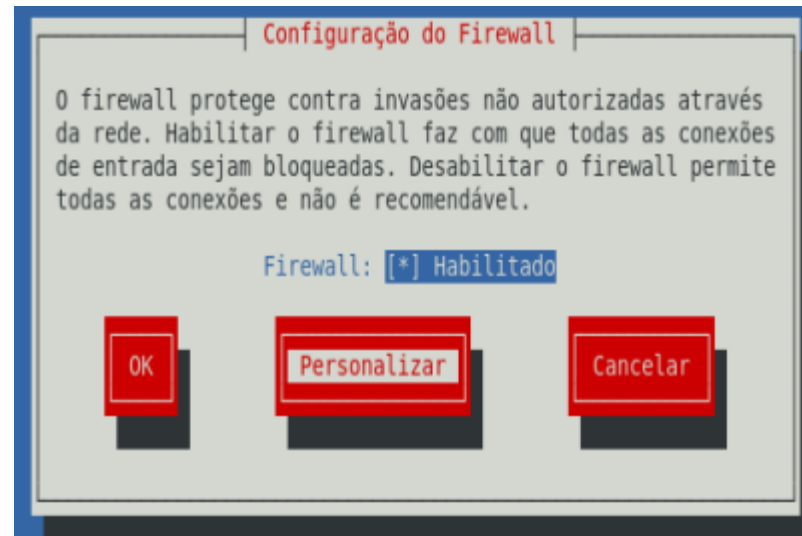 Configuração do Firewall
O firewall protege contra invasões não autorizadas através
da rede. Habilitar o firewall faz com que todas as conexões
de entrada sejam bloqueadas. Desabilitar o firewall permite
todas as conexões e não é recomendável.
Firewall: [*] Habilitado
OK Personalizar Cancelar